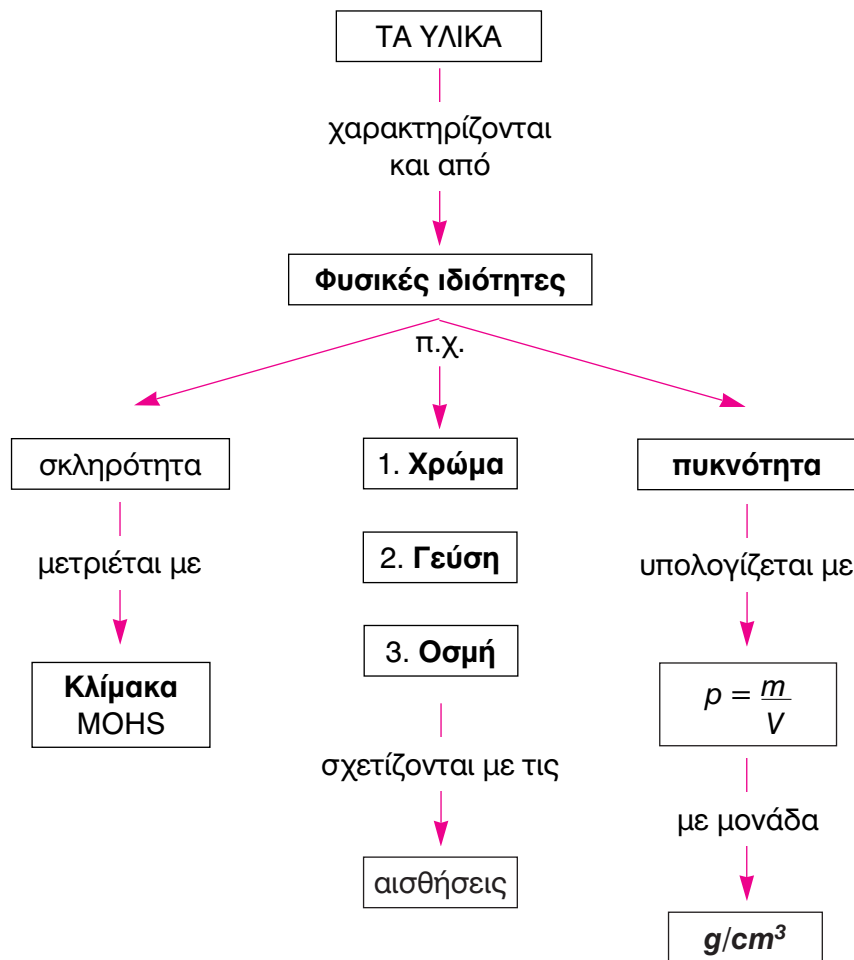 ΤΑ ΥΛΙΚΑ
χαρακτηρίζονται
και από
Φυσικές ιδιότητες
π.χ.
σκληρότητα
μετριέται με
Κλίμακα
MOHS
1. Χρώμα
2. Γεύση
3. Οσμή
σχετίζονται με τις
αισθήσεις
πυκνότητα
υπολογίζεται με
p = m/V
με μονάδα
g/cm³